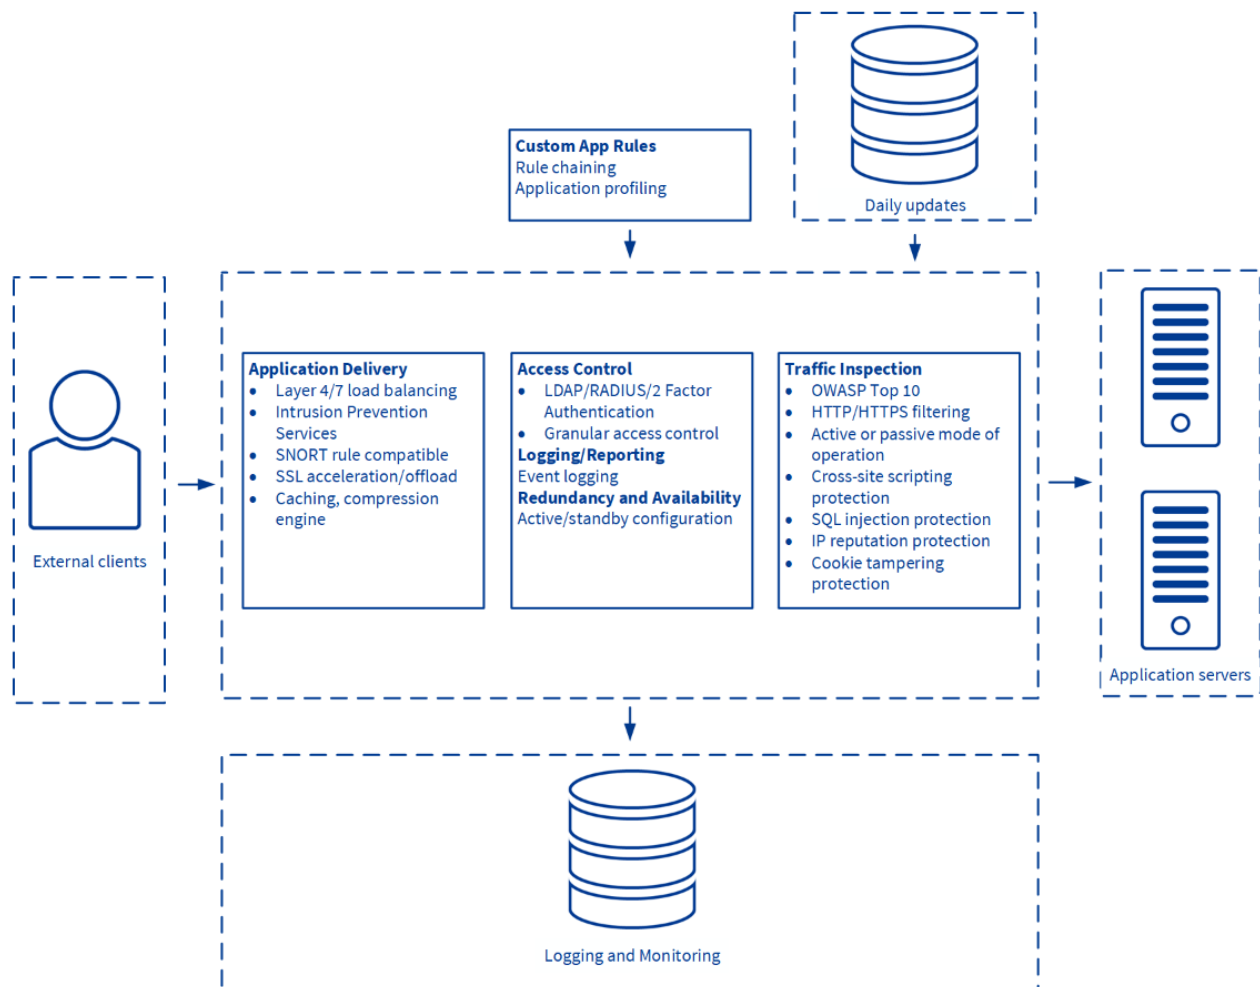 Custom App Rules
Rule chaining
Application profiling
Daily updates
External clients
Application Delivery
● Layer 4/7 load balancing
● Intrusion Prevention
Services
● SNORT rule compatible
● SSL acceleration/offload
● Caching, compression
engine
Access Control
● LDAP/RADIUS/2 Factor
Authentication
● Granular access control
Logging/Reporting
Event logging
Redundancy and Availability
Active/standby configuration
Traffic Inspection
● OWASP Top 10
● HTTP/HTTPS filtering
● Active or passive mode of
operation
● Cross-site scripting
protection
● SQL injection protection
● IP reputation protection
● Cookie tampering
protection
Application servers
Logging and Monitoring